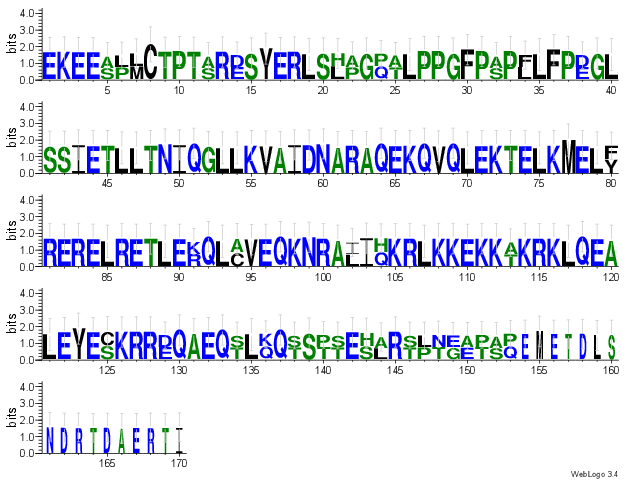 4.0
3.0
2.0
1.0
0.0
bits
EKEEALLCTPTARDSYERLSHAGPALPPGFPAPFLFPDGL
SPM S E LP QT S L E
5 10 15 20 25 30 35 40
4.0
3.0
2.0
1.0
0.0
bits
SSIETLLTNIQGLLKVAIDNARAQEKQVQLEKTELKMELF
Y
45 50 55 60 65 70 75 80
4.0
3.0
2.0
1.0
0.0
bits
RERELRETLEKQLAVEQKNRAITHKRLKKEKKTKRKLQEA
R C LIQ A
85 90 95 100 105 110 115 120
4.0
3.0
2.0
1.0
0.0
bits
LEYECKRRDQAEQSLKQSSPSEHARSLNEAPAPEMETDLS
S E T Q T TT SL TPTGETSQ
125 130 135 140 145 150 155 160
4.0
3.0
2.0
1.0
0.0
bits
NDRTDAERTI
165 170
WebLogo 3.4